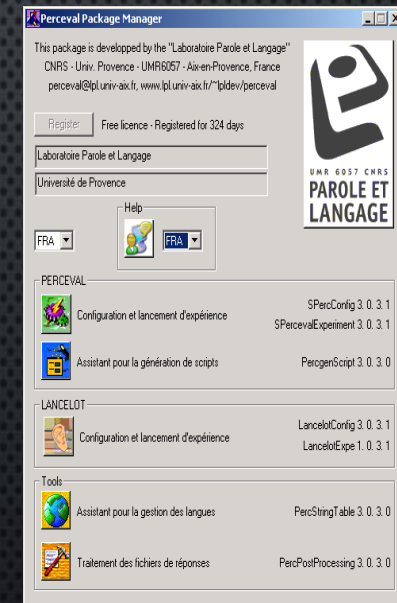 Perceval Package Manager
This package is developped by the "Laboratoire Parole et Langage"
CNRS - Univ. Provence - UMR6057 - Aix-en-Provence, France
perceval@lpl.univ-aix.fr, www.lpl.univ-aix.fr/~lpldev/perceval
Register
Free licence - Registered for 324 days
Laboratoire Parole et Langage
Université de Provence
UMR 6057 CNRS
PAROLE ET
LANGAGE
FRA
Help
FRA
PERCEVAL
Configuration et lancement d'expérience
SPercConfig 3. 0. 3. 1
SPercevalExperiment 3. 0. 3. 1
Assistant pour la génération de scripts
PercgenScript 3. 0. 3. 0
LANCELOT
Configuration et lancement d'expérience
LancelotConfig 3. 0. 3. 1
LancelotExpe 1. 0. 3. 1
Tools
Assistant pour la gestion des langues
PercStringTable 3. 0. 3. 0
Traitement des fichiers de réponses
PercPostProcessing 3. 0. 3. 0